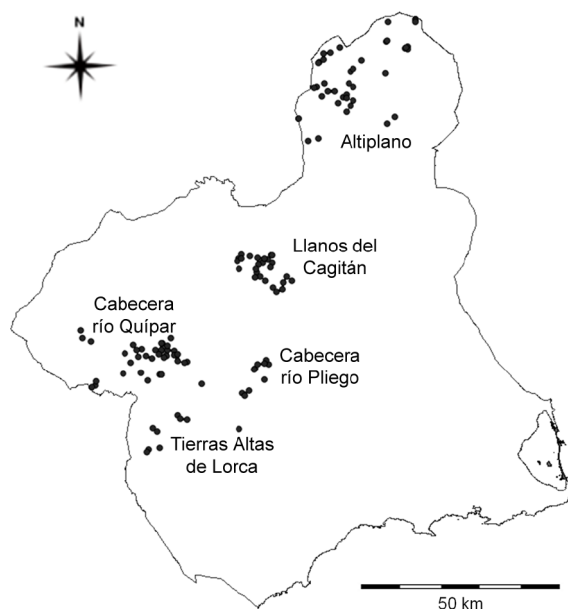 N
Altiplano
Llanos del
Cagitán
Cabecera
río Quípar
Cabecera
río Pliego
Tierras Altas
de Lorca
50 km